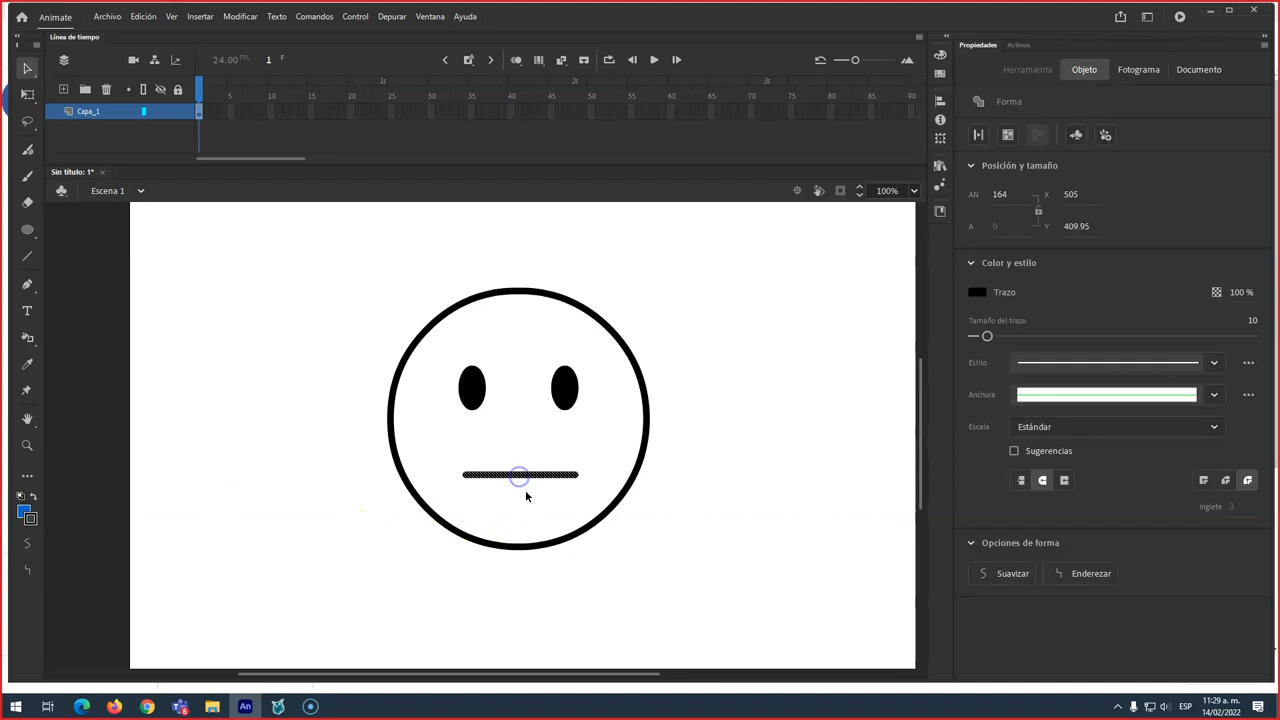 Animate Archivo Edición Ver Insertar Modificar Texto Comandos Control Depurar Ventana Ayuda
Línea de tiempo
24.00 FPS 1 F
1s 2s 3s
5 10 15 20 25 30 35 40 45 50 55 60 65 70 75 80 85 90
Capa_1
Sin título: 1* ×
Escena 1
100%
Propiedades Activos
Herramienta Objeto Fotograma Documento
Forma
Posición y tamaño
AN 164 X 505
A 0 Y 409.95
Color y estilo
Trazo 100 %
Tamaño del trazo 10
Estilo
Anchura
Escala Estándar
Sugerencias
Inglete 3
Opciones de forma
Suavizar Enderezar
T
An
ESP
11:29 a. m.
14/02/2022